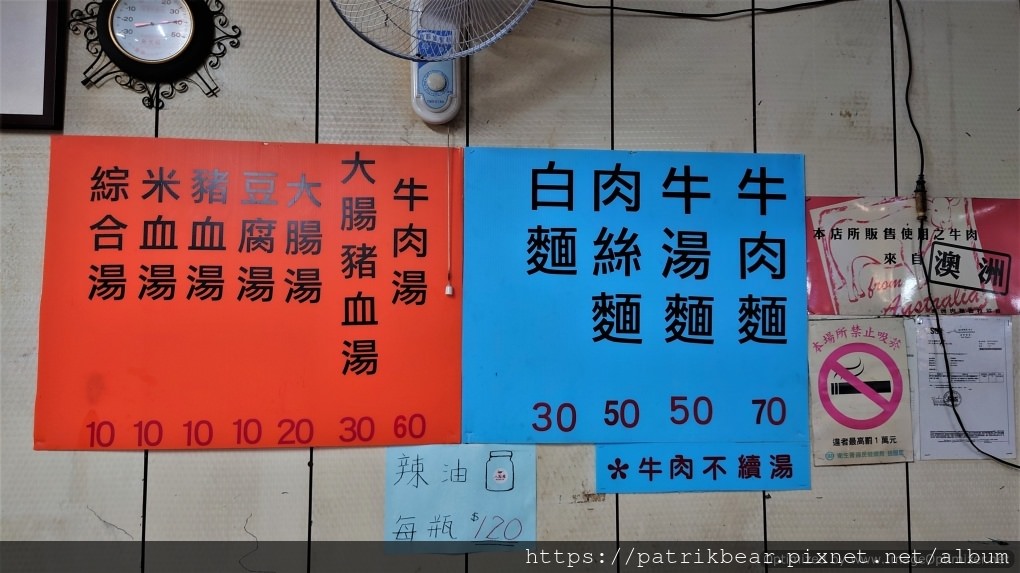 牛肉麵 70
牛湯麵 50
肉絲麵 50
白麵 30
＊牛肉不續湯
牛肉湯 60
大腸豬血湯 30
大腸湯 20
豆腐湯 10
豬血湯 10
米血湯 10
綜合湯 10
辣油
每瓶 $120
本店所販售使用之牛肉
來自 澳洲
from
Australia
本場所禁止吸菸
違者最高罰1萬元
https://patrikbear.pixnet.net/album